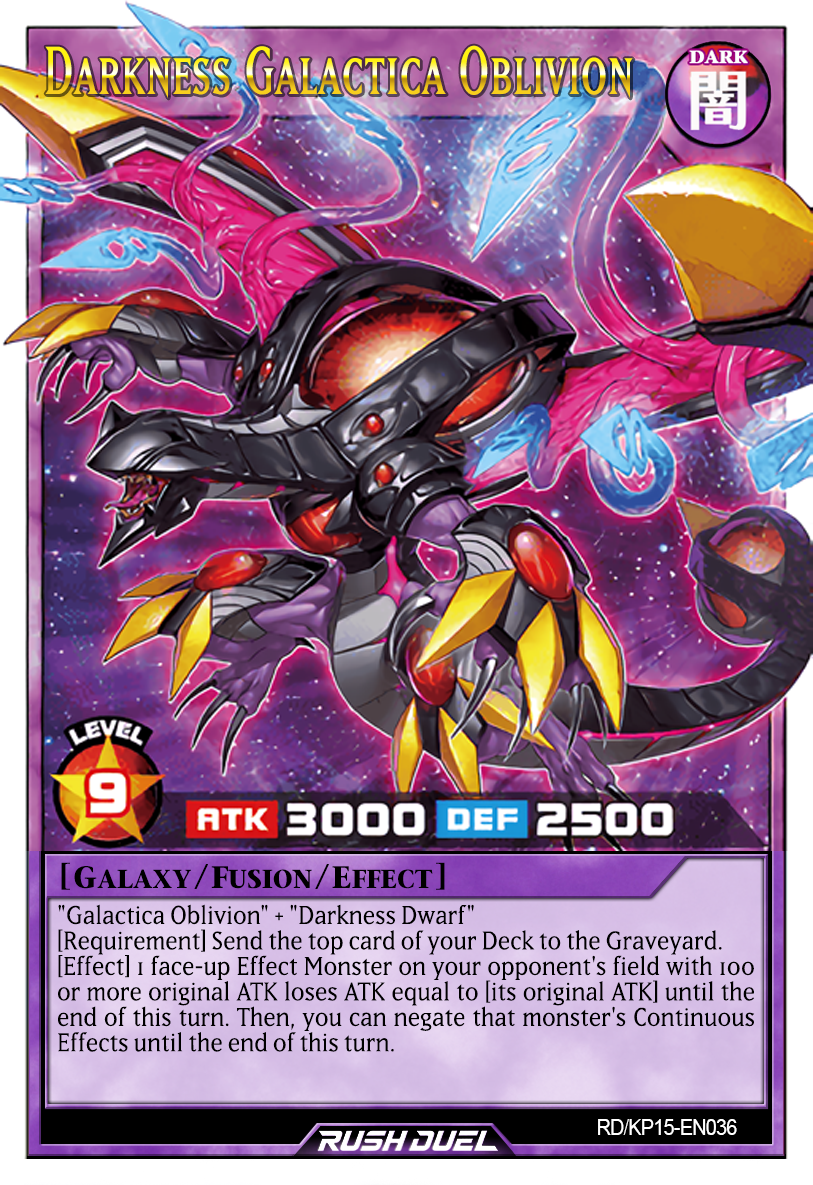 Darkness Galactica Oblivion
DARK
闇
LEVEL
9
ATK 3000 DEF 2500
[Galaxy/Fusion/Effect]
"Galactica Oblivion" + "Darkness Dwarf"
[Requirement] Send the top card of your Deck to the Graveyard.
[Effect] 1 face-up Effect Monster on your opponent's field with 100
or more original ATK loses ATK equal to [its original ATK] until the
end of this turn. Then, you can negate that monster's Continuous
Effects until the end of this turn.
RD/KP15-EN036
RUSH DUEL